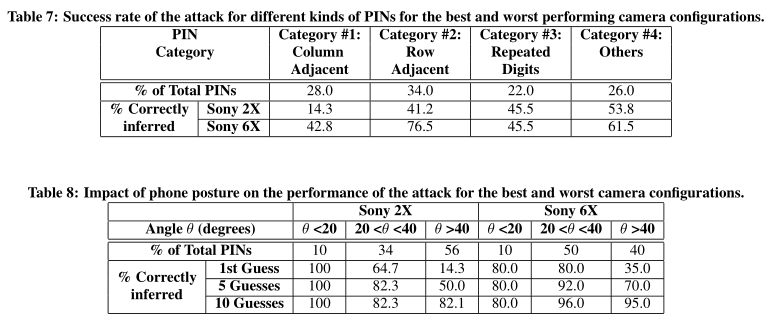 Table 7: Success rate of the attack for different kinds of PINs for the best and worst performing camera configurations.
PIN Category #1: Category #2: Category #3: Category #4:
Category Column Row Repeated Others
Adjacent Adjacent Digits
% of Total PINs 28.0 34.0 22.0 26.0
% Correctly Sony 2X 14.3 41.2 45.5 53.8
inferred Sony 6X 42.8 76.5 45.5 61.5
Table 8: Impact of phone posture on the performance of the attack for the best and worst camera configurations.
Sony 2X Sony 6X
Angle θ (degrees) θ <20 20 <θ <40 θ >40 θ <20 20 <θ <40 θ >40
% of Total PINs 10 34 56 10 50 40
% Correctly 1st Guess 100 64.7 14.3 80.0 80.0 35.0
inferred 5 Guesses 100 82.3 50.0 80.0 92.0 70.0
10 Guesses 100 82.3 82.1 80.0 96.0 95.0